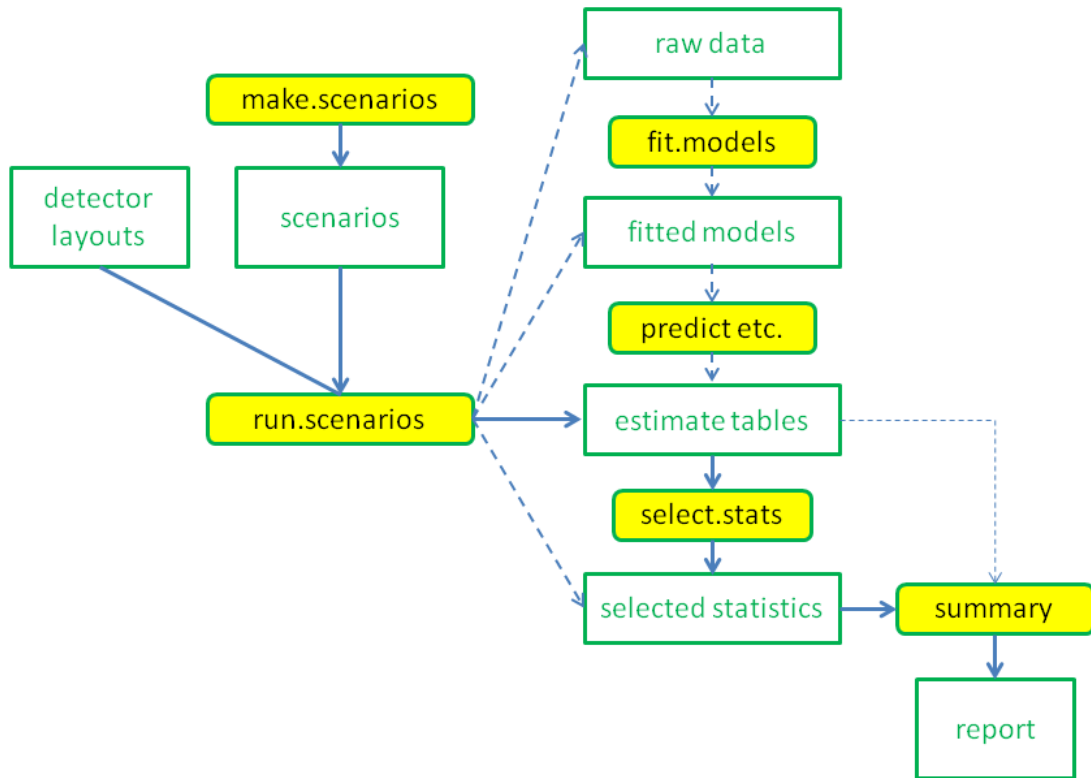 raw data
make.scenarios
fit.models
detector
layouts
scenarios
fitted models
predict etc.
run.scenarios
estimate tables
select.stats
selected statistics
summary
report